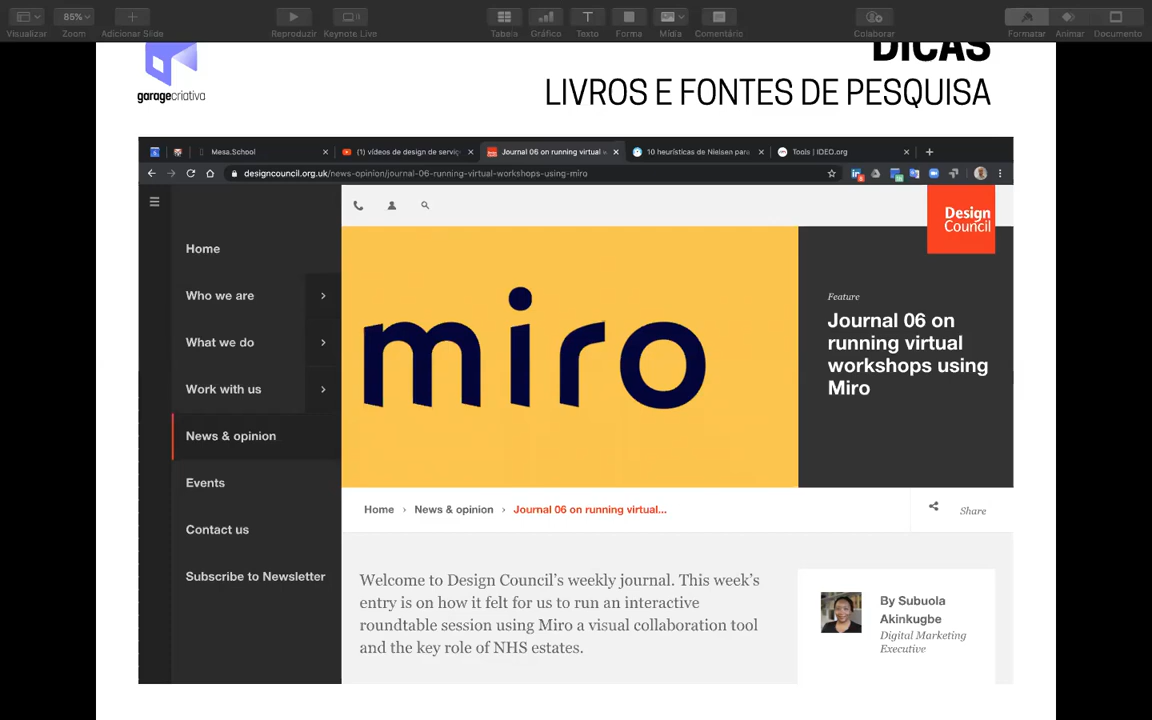 85%
Visualizar
Zoom
Adicionar Slide
Reproduzir
Keynote Live
Tabela
Gráfico
Texto
Forma
Mídia
Comentário
Colaborar
Formatar
Animar
Documento
garagecriativa
DICAS
LIVROS E FONTES DE PESQUISA
Mesa.School
(1) vídeos de design de serviç
Journal 06 on running virtual w
10 heurísticas de Nielsen para
Tools | IDEO.org
designcouncil.org.uk/news-opinion/journal-06-running-virtual-workshops-using-miro
Home
Who we are
What we do
Work with us
News & opinion
Events
Contact us
Subscribe to Newsletter
miro
Design
Council
Feature
Journal 06 on
running virtual
workshops using
Miro
Home › News & opinion › Journal 06 on running virtual...
Share
Welcome to Design Council's weekly journal. This week's
entry is on how it felt for us to run an interactive
roundtable session using Miro a visual collaboration tool
and the key role of NHS estates.
By Subuola
Akinkugbe
Digital Marketing
Executive